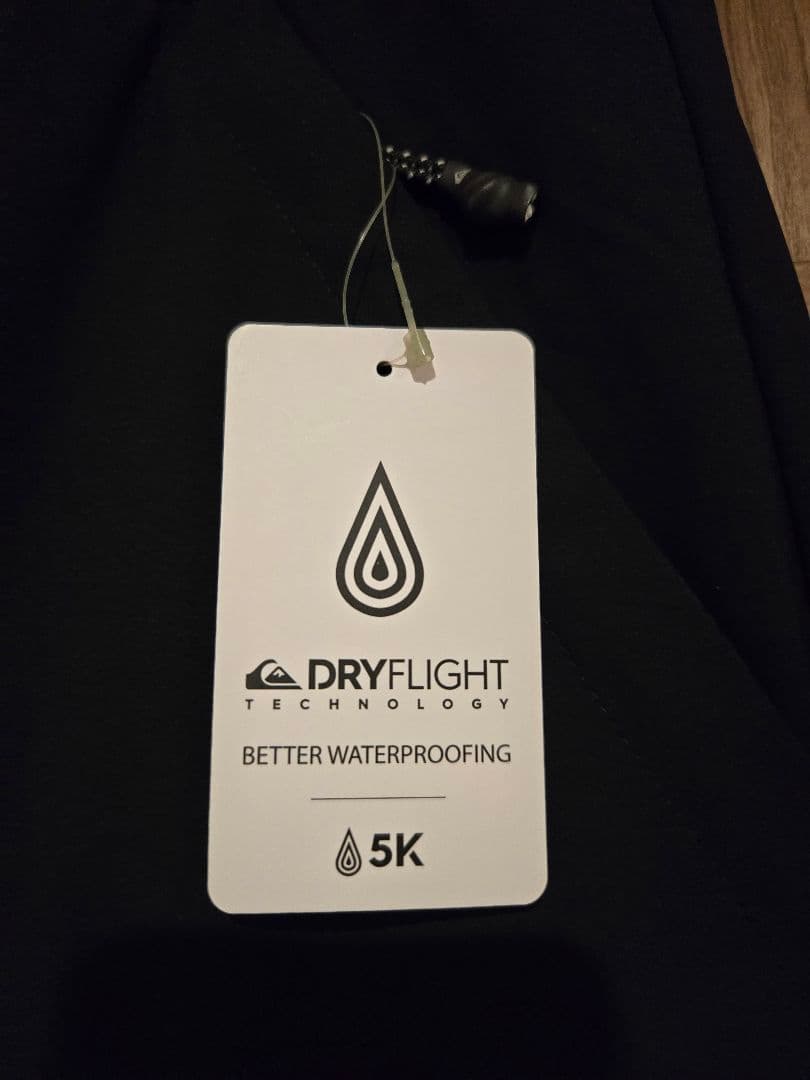 DRYFLIGHT
TECHNOLOGY
BETTER WATERPROOFING
5K